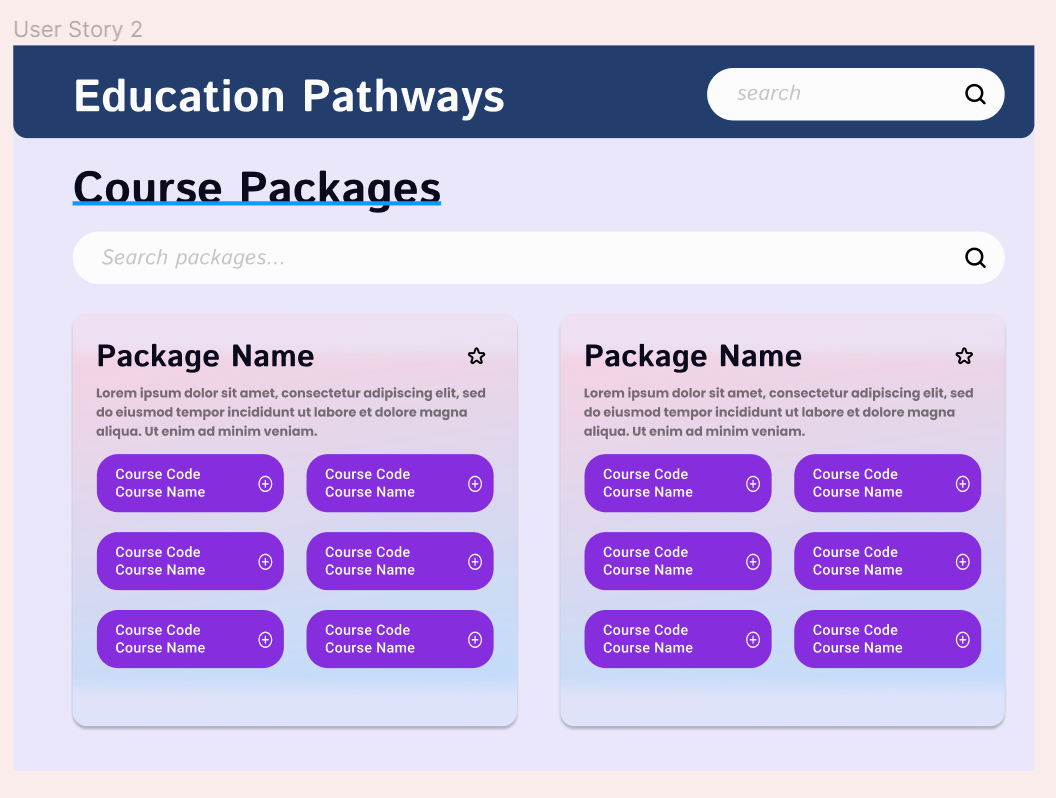 User Story 2
Education Pathways
search
Course Packages
Search packages...
Package Name
Lorem ipsum dolor sit amet, consectetur adipiscing elit, sed
do eiusmod tempor incididunt ut labore et dolore magna
aliqua. Ut enim ad minim veniam.
Course Code
Course Name
Course Code
Course Name
Course Code
Course Name
Course Code
Course Name
Course Code
Course Name
Course Code
Course Name
Package Name
Lorem ipsum dolor sit amet, consectetur adipiscing elit, sed
do eiusmod tempor incididunt ut labore et dolore magna
aliqua. Ut enim ad minim veniam.
Course Code
Course Name
Course Code
Course Name
Course Code
Course Name
Course Code
Course Name
Course Code
Course Name
Course Code
Course Name